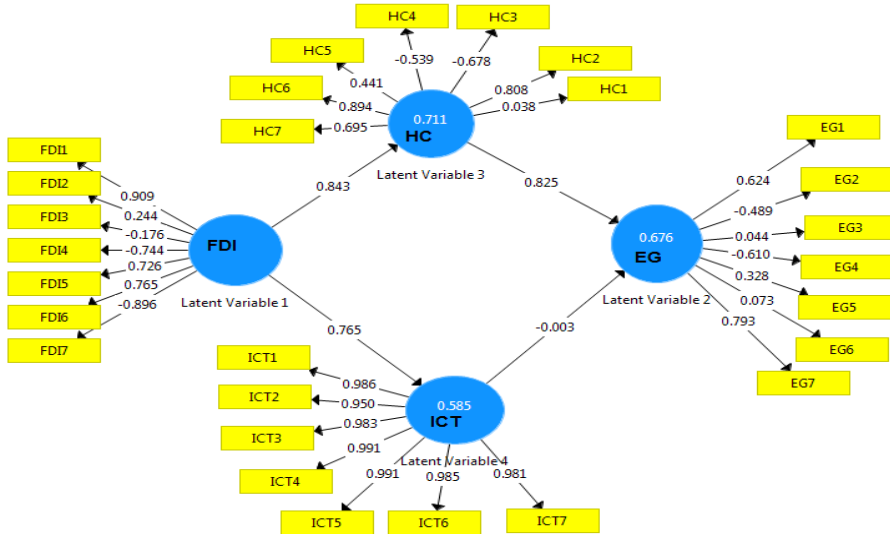 HC4
HC3
-0.539
-0.678
HC5
HC2
0.441
0.808
HC6
HC1
0.894
0.038
HC7
0.695
0.711
HC
Latent Variable 3
FDI1
FDI2
FDI3
FDI4
FDI5
FDI6
FDI7
0.909
0.244
-0.176
-0.744
0.726
0.765
-0.896
FDI
Latent Variable 1
0.843
0.825
0.765
-0.003
EG1
EG2
EG3
EG4
EG5
EG6
EG7
0.624
-0.489
0.044
-0.610
0.328
0.073
0.793
0.676
EG
Latent Variable 2
ICT1
ICT2
ICT3
ICT4
ICT5
ICT6
ICT7
0.986
0.950
0.983
0.991
0.991
0.985
0.981
0.585
ICT
Latent Variable 4